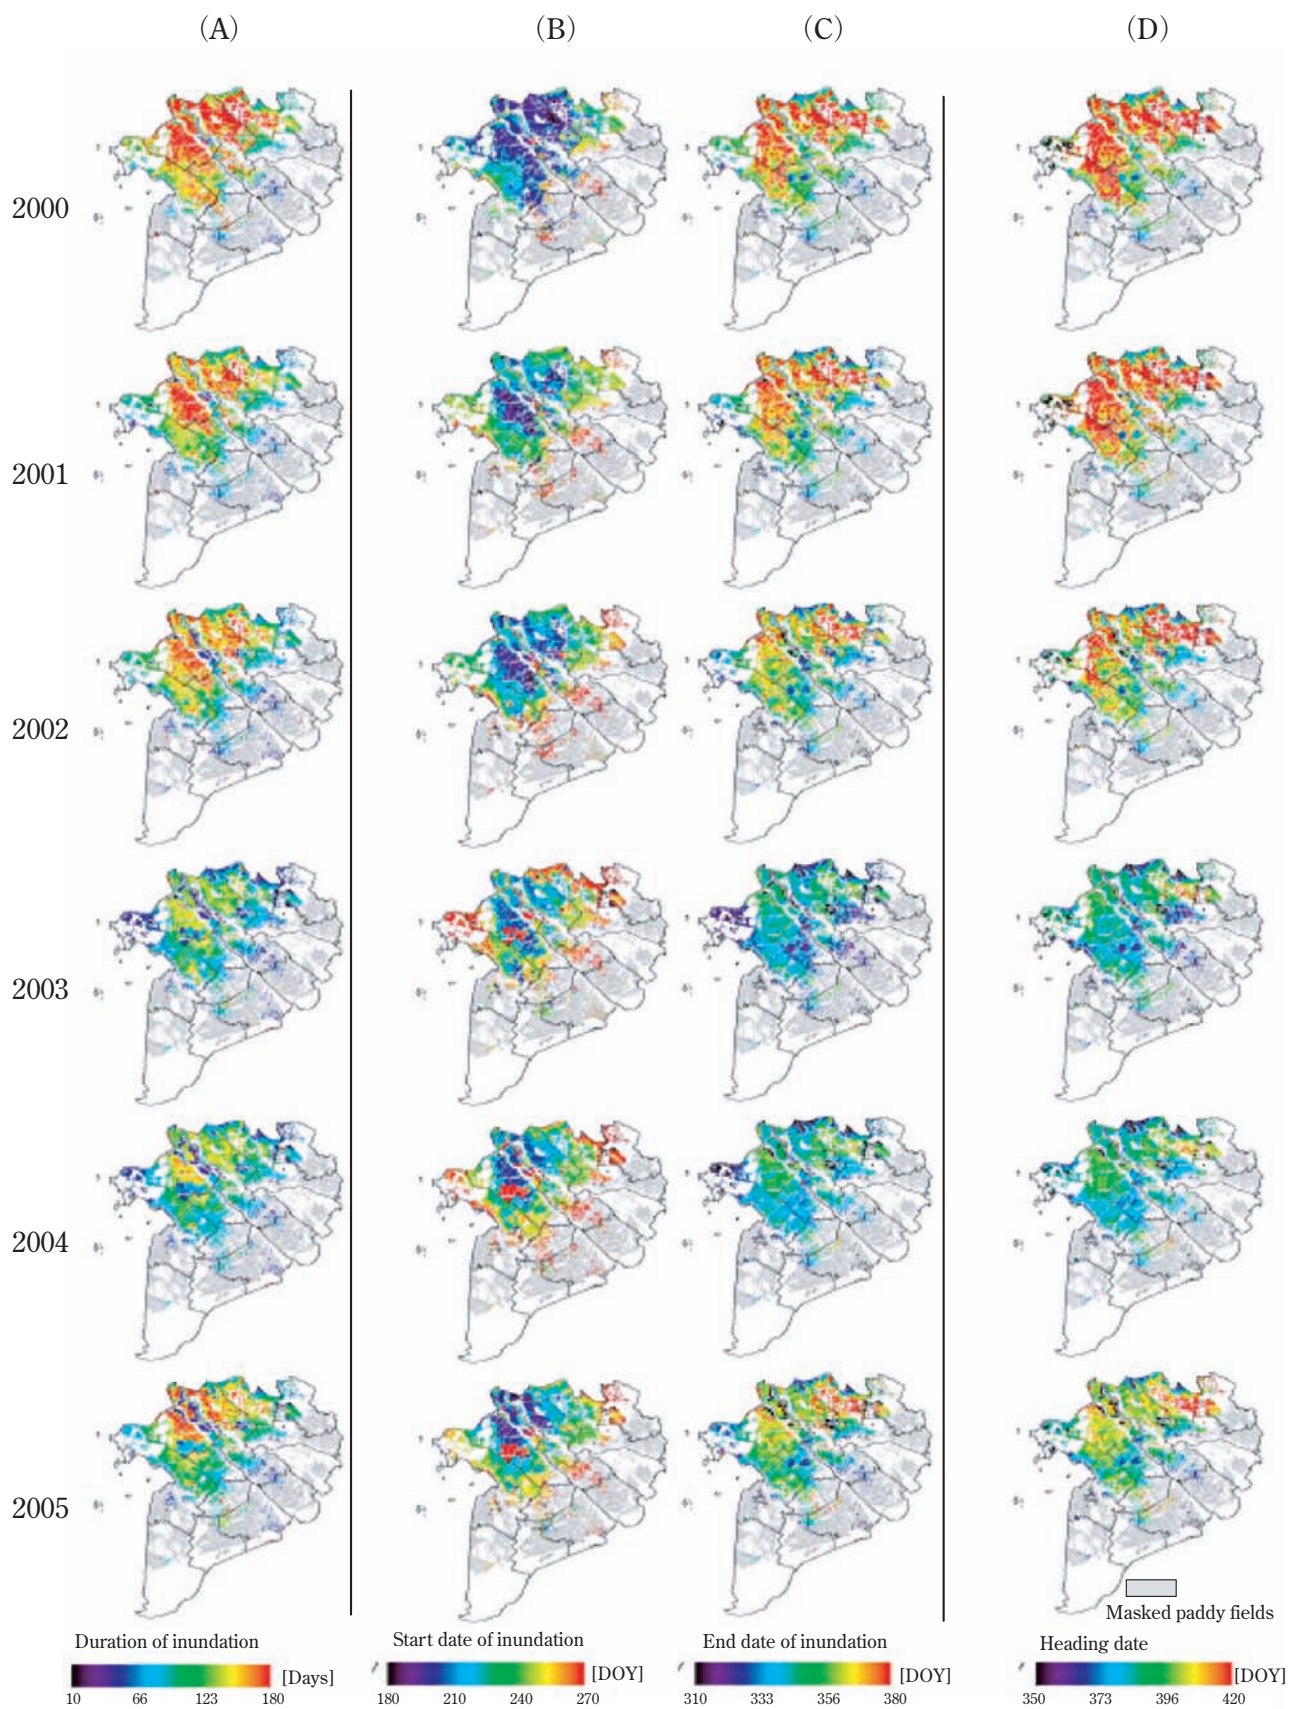 (A) (B) (C) (D)
2000
2001
2002
2003
2004
2005
Masked paddy fields
Duration of inundation Start date of inundation End date of inundation Heading date
[Days] [DOY] [DOY] [DOY]
10 66 123 180 180 210 240 270 310 333 356 380 350 373 396 420